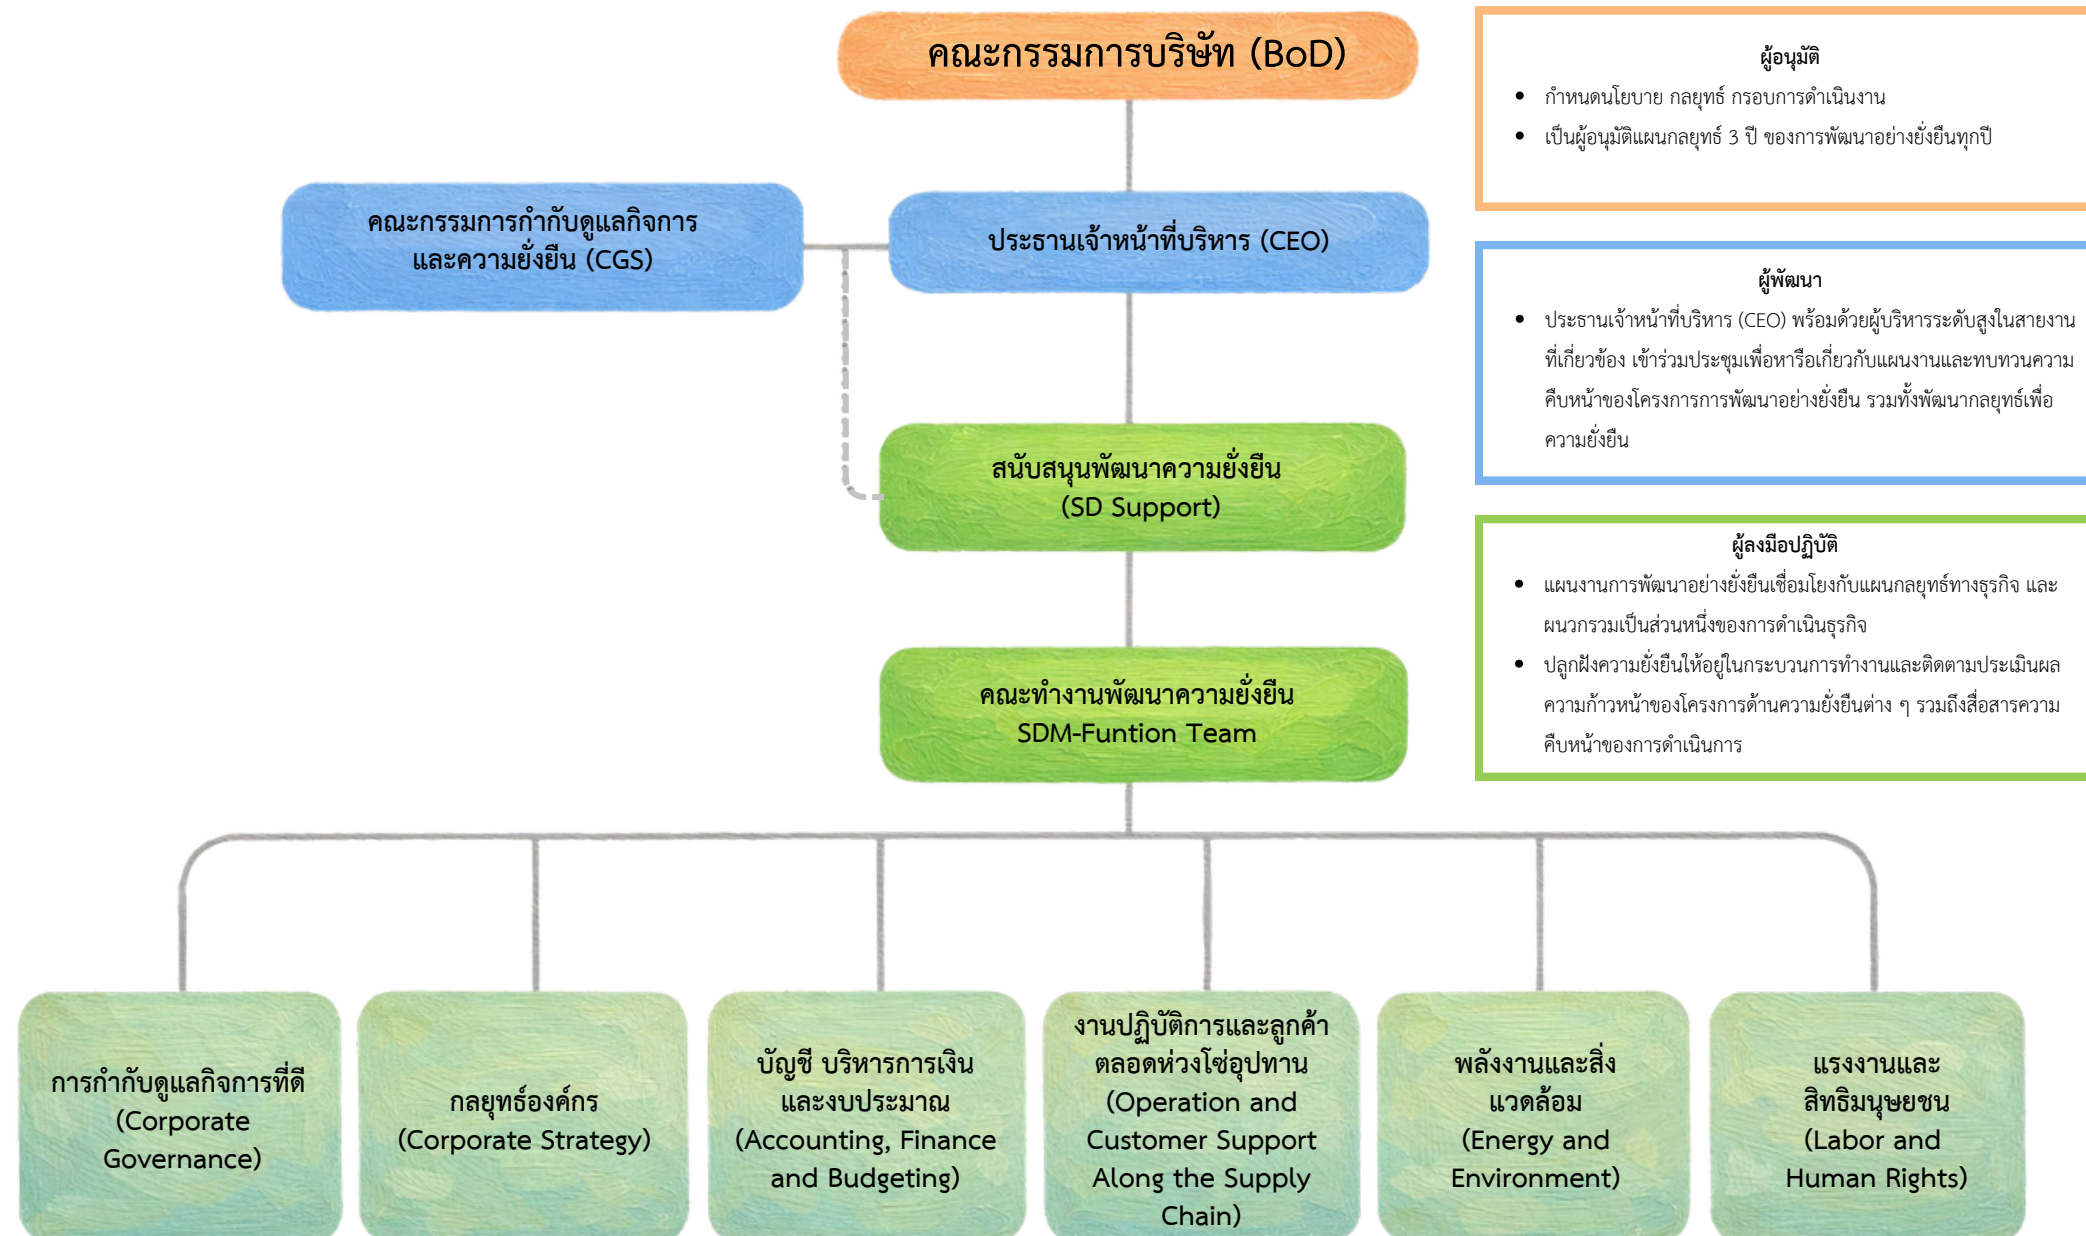 คณะกรรมการบริษัท (BoD)
คณะกรรมการกำกับดูแลกิจการ
และความยั่งยืน (CGS)
ประธานเจ้าหน้าที่บริหาร (CEO)
สนับสนุนพัฒนาความยั่งยืน
(SD Support)
คณะทำงานพัฒนาความยั่งยืน
SDM-Funtion Team
ผู้อนุมัติ
• กำหนดนโยบาย กลยุทธ์ กรอบการดำเนินงาน
• เป็นผู้อนุมัติแผนกลยุทธ์ 3 ปี ของการพัฒนาอย่างยั่งยืนทุกปี
ผู้พัฒนา
• ประธานเจ้าหน้าที่บริหาร (CEO) พร้อมด้วยผู้บริหารระดับสูงในสายงาน
ที่เกี่ยวข้อง เข้าร่วมประชุมเพื่อหารือเกี่ยวกับแผนงานและทบทวนความ
คืบหน้าของโครงการการพัฒนาอย่างยั่งยืน รวมทั้งพัฒนากลยุทธ์เพื่อ
ความยั่งยืน
ผู้ลงมือปฏิบัติ
• แผนงานการพัฒนาอย่างยั่งยืนเชื่อมโยงกับแผนกลยุทธ์ทางธุรกิจ และ
ผนวกรวมเป็นส่วนหนึ่งของการดำเนินธุรกิจ
• ปลูกฝังความยั่งยืนให้อยู่ในกระบวนการทำงานและติดตามประเมินผล
ความก้าวหน้าของโครงการด้านความยั่งยืนต่าง ๆ รวมถึงสื่อสารความ
คืบหน้าของการดำเนินการ
การกำกับดูแลกิจการที่ดี
(Corporate
Governance)
กลยุทธ์องค์กร
(Corporate Strategy)
บัญชี บริหารการเงิน
และงบประมาณ
(Accounting, Finance
and Budgeting)
งานปฏิบัติการและลูกค้า
ตลอดห่วงโซ่อุปทาน
(Operation and
Customer Support
Along the Supply
Chain)
พลังงานและสิ่ง
แวดล้อม
(Energy and
Environment)
แรงงานและ
สิทธิมนุษยชน
(Labor and
Human Rights)